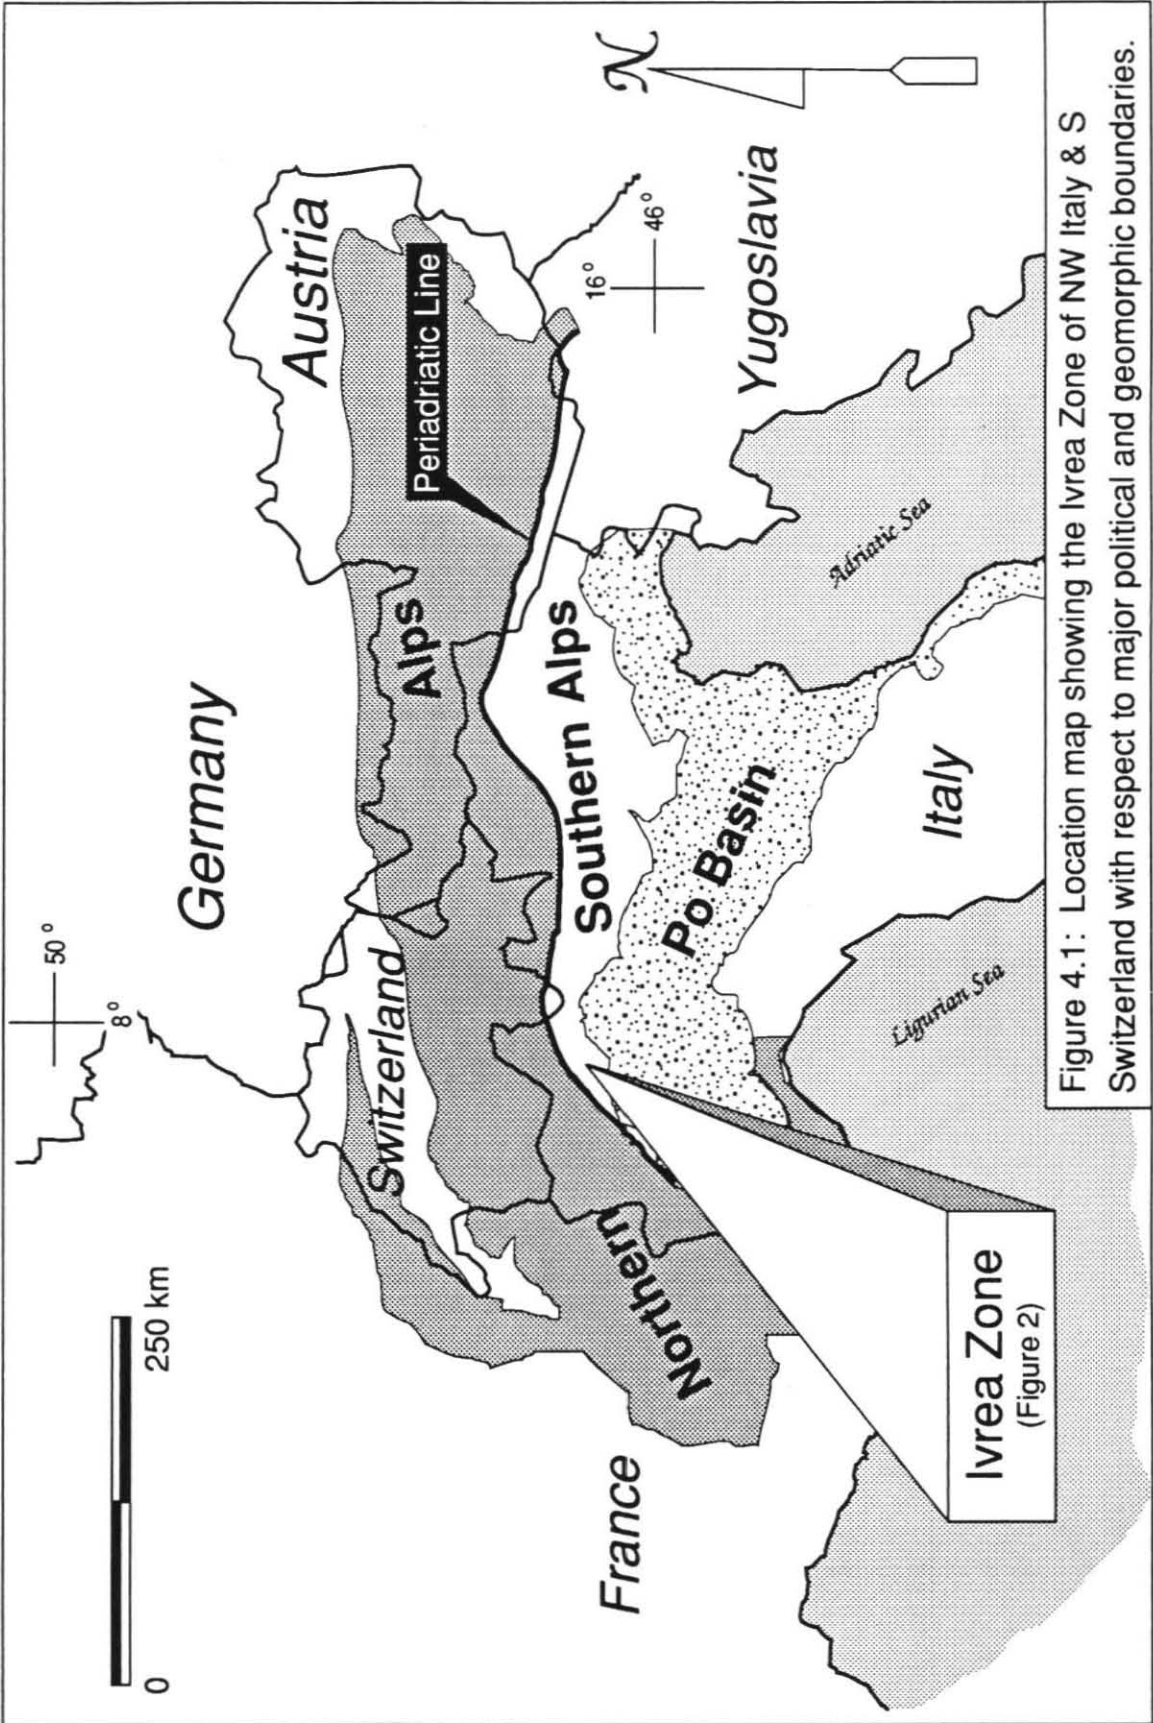 0
250 km
50°
8°
Germany
Austria
Switzerland
Alps
Periadriatic Line
N
France
Northern
Southern Alps
16°
46°
Po Basin
Yugoslavia
Adriatic Sea
Ligurian Sea
Italy
Ivrea Zone
(Figure 2)
Figure 4.1: Location map showing the Ivrea Zone of NW Italy & S
Switzerland with respect to major political and geomorphic boundaries.